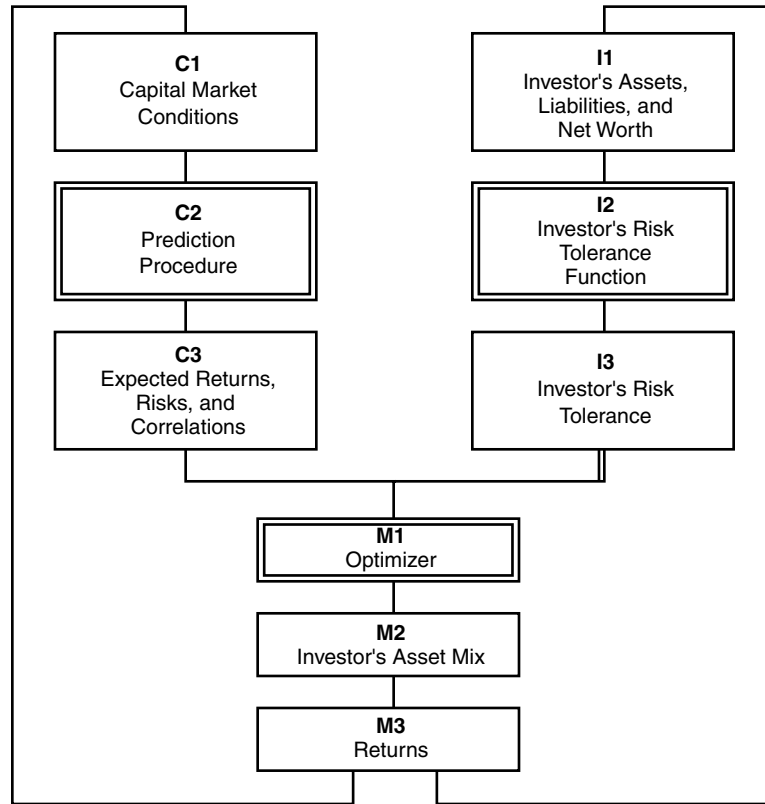 C1
Capital Market
Conditions
C2
Prediction
Procedure
C3
Expected Returns,
Risks, and
Correlations
I1
Investor's Assets,
Liabilities, and
Net Worth
I2
Investor's Risk
Tolerance
Function
I3
Investor's Risk
Tolerance
M1
Optimizer
M2
Investor's Asset Mix
M3
Returns